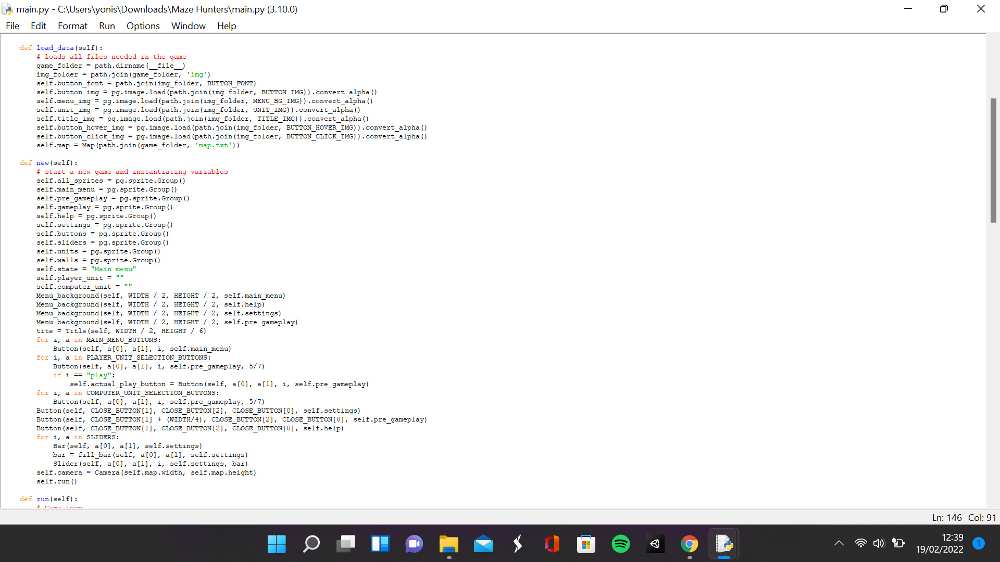 main.py - C:\Users\yonis\Downloads\Maze Hunters\main.py (3.10.0)
File Edit Format Run Options Window Help
def load_data(self):
# loads all files needed in the game
game_folder = path.dirname(__file__)
img_folder = path.join(game_folder, 'img')
self.button_font = path.join(img_folder, BUTTON_FONT)
self.button_img = pg.image.load(path.join(img_folder, BUTTON_IMG)).convert_alpha()
self.menu_img = pg.image.load(path.join(img_folder, MENU_BG_IMG)).convert_alpha()
self.unit_img = pg.image.load(path.join(img_folder, UNIT_IMG)).convert_alpha()
self.title_img = pg.image.load(path.join(img_folder, TITLE_IMG)).convert_alpha()
self.button_hover_img = pg.image.load(path.join(img_folder, BUTTON_HOVER_IMG)).convert_alpha()
self.button_click_img = pg.image.load(path.join(img_folder, BUTTON_CLICK_IMG)).convert_alpha()
self.map = Map(path.join(game_folder, 'map.txt'))
def new(self):
# start a new game and instantiating variables
self.all_sprites = pg.sprite.Group()
self.main_menu = pg.sprite.Group()
self.pre_gameplay = pg.sprite.Group()
self.gameplay = pg.sprite.Group()
self.help = pg.sprite.Group()
self.settings = pg.sprite.Group()
self.buttons = pg.sprite.Group()
self.sliders = pg.sprite.Group()
self.units = pg.sprite.Group()
self.walls = pg.sprite.Group()
self.state = "Main menu"
self.player_unit = ""
self.computer_unit = ""
Menu_background(self, WIDTH / 2, HEIGHT / 2, self.main_menu)
Menu_background(self, WIDTH / 2, HEIGHT / 2, self.help)
Menu_background(self, WIDTH / 2, HEIGHT / 2, self.settings)
Menu_background(self, WIDTH / 2, HEIGHT / 2, self.pre_gameplay)
tite = Title(self, WIDTH / 2, HEIGHT / 6)
for i, a in MAIN_MENU_BUTTONS:
Button(self, a[0], a[1], i, self.main_menu)
for i, a in PLAYER_UNIT_SELECTION_BUTTONS:
Button(self, a[0], a[1], i, self.pre_gameplay, 5/7)
if i == "play":
self.actual_play_button = Button(self, a[0], a[1], i, self.pre_gameplay)
for i, a in COMPUTER_UNIT_SELECTION_BUTTONS:
Button(self, a[0], a[1], i, self.pre_gameplay, 5/7)
Button(self, CLOSE_BUTTON[1], CLOSE_BUTTON[2], CLOSE_BUTTON[0], self.settings)
Button(self, CLOSE_BUTTON[1] + (WIDTH/4), CLOSE_BUTTON[2], CLOSE_BUTTON[0], self.pre_gameplay)
Button(self, CLOSE_BUTTON[1], CLOSE_BUTTON[2], CLOSE_BUTTON[0], self.help)
for i, a in SLIDERS:
Bar(self, a[0], a[1], self.settings)
bar = fill_bar(self, a[0], a[1], self.settings)
Slider(self, a[0], a[1], i, self.settings, bar)
self.camera = Camera(self.map.width, self.map.height)
self.run()
def run(self):
# Game Loop
Ln: 146 Col: 91
12:39
19/02/2022
1